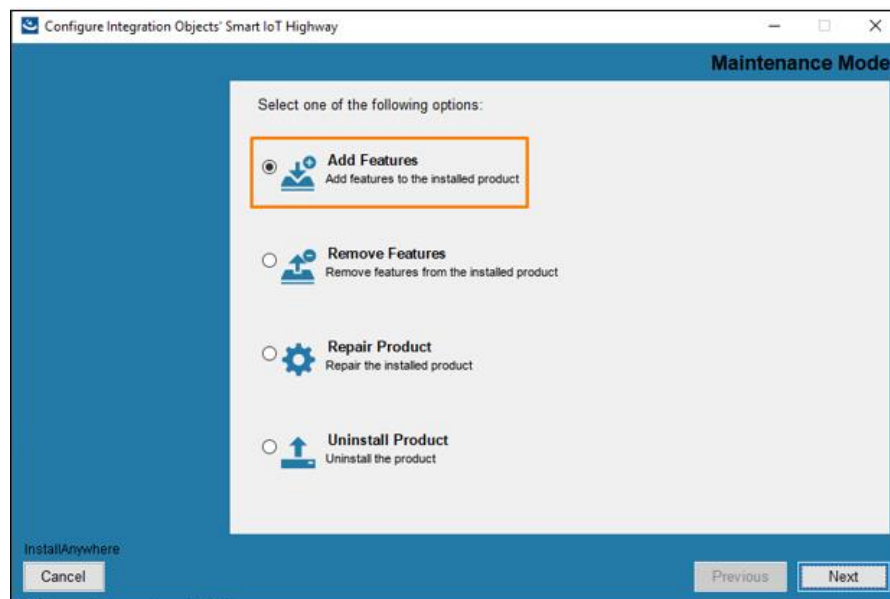 Configure Integration Objects' Smart IoT Highway
Maintenance Mode
Select one of the following options:
Add Features
Add features to the installed product
Remove Features
Remove features from the installed product
Repair Product
Repair the installed product
Uninstall Product
Uninstall the product
InstallAnywhere
Cancel
Previous
Next